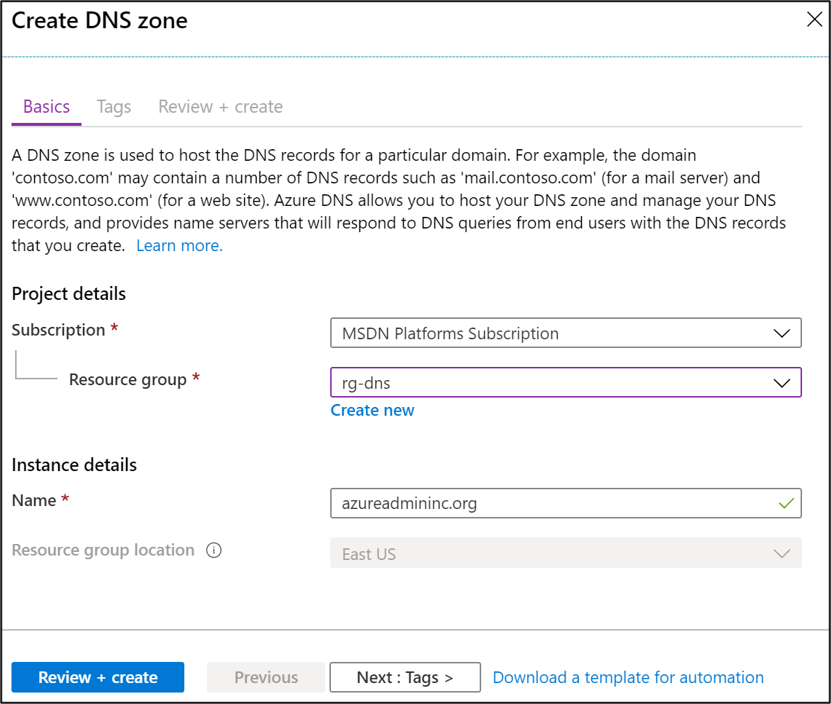 Create DNS zone
Basics Tags Review + create
A DNS zone is used to host the DNS records for a particular domain. For example, the domain
'contoso.com' may contain a number of DNS records such as 'mail.contoso.com' (for a mail server) and
'www.contoso.com' (for a web site). Azure DNS allows you to host your DNS zone and manage your DNS
records, and provides name servers that will respond to DNS queries from end users with the DNS records
that you create. Learn more.
Project details
Subscription * MSDN Platforms Subscription
Resource group * rg-dns
Create new
Instance details
Name * azureadmininc.org
Resource group location East US
Review + create Previous Next : Tags > Download a template for automation